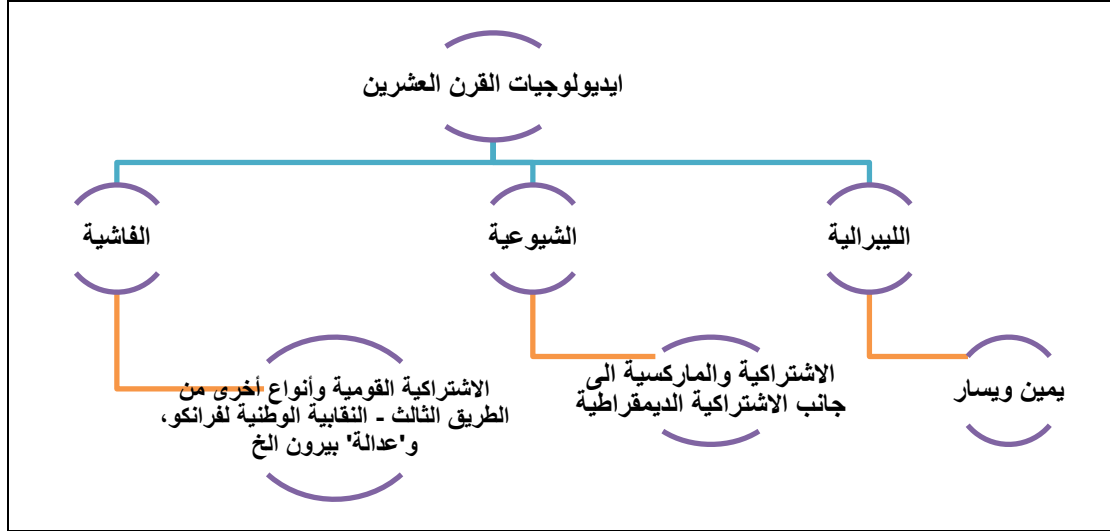 ايديولوجيات القرن العشرين
الليبرالية
الشيوعية
الفاشية
يمين ويسار
الاشتراكية والماركسية الى
جانب الاشتراكية الديمقراطية
الاشتراكية القومية وأنواع أخرى من
الطريق الثالث - النقابية الوطنية لفرانكو،
و'عدالة' بيرون الخ